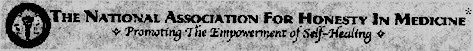 THE NATIONAL ASSOCIATION FOR HONESTY IN MEDICINE*
❖ Promoting The Empowerment of Self-Healing ❖